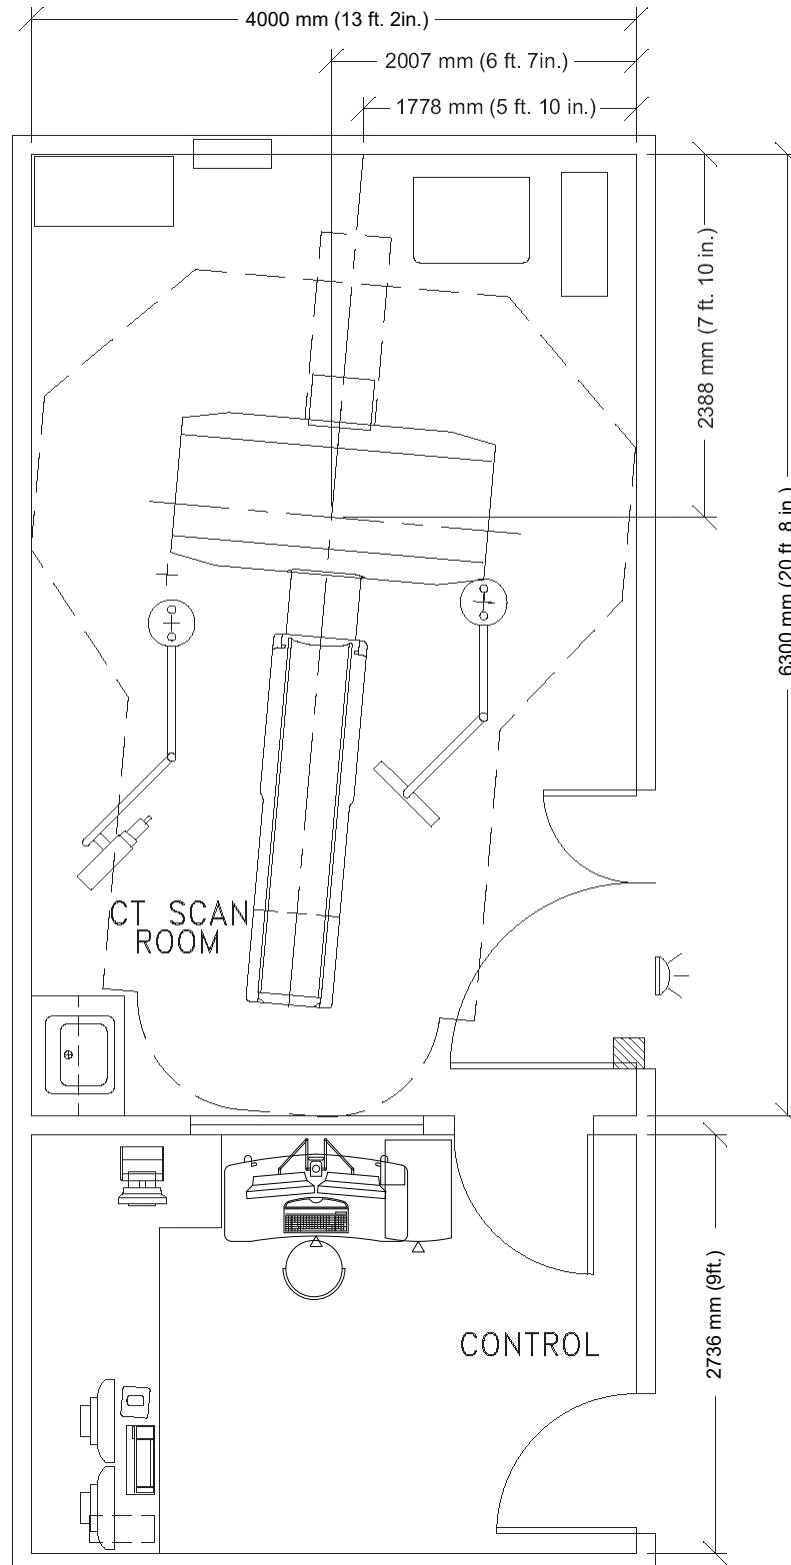 4000 mm (13 ft. 2in.)
2007 mm (6 ft. 7in.)
1778 mm (5 ft. 10 in.)
2388 mm (7 ft. 10 in.)
6300 mm (20 ft. 8 in.)
CT SCAN
ROOM
CONTROL
2736 mm (9ft.)